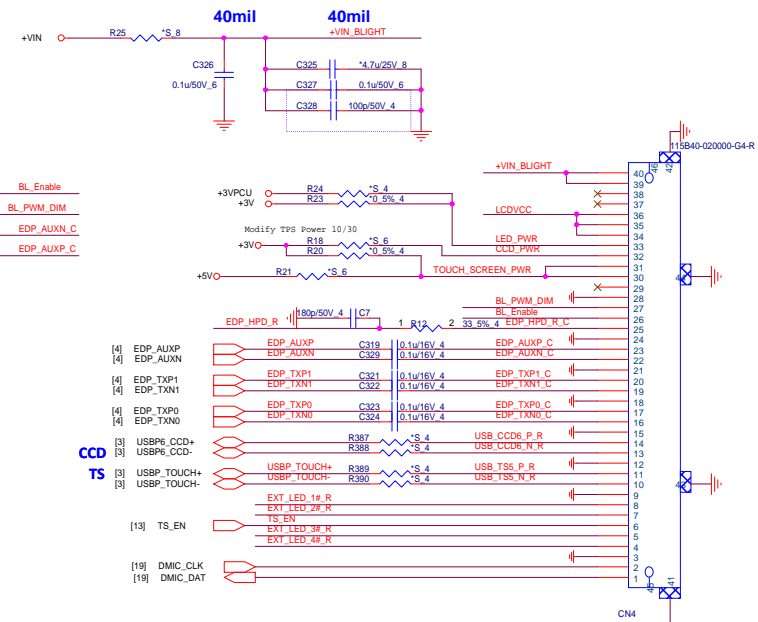 40mil 40mil
+VIN R25 *S_8 +VIN_BLIGHT
C326 C325 *4.7u/25V_8
0.1u/50V_6 C327 0.1u/50V_6
C328 100p/50V_4
115B40-020000-G4-R
46 42
+VIN_BLIGHT 40
39
BL_Enable +3VPCU R24 *S_4 38
+3V R23 *0_5%_4 37
BL_PWM_DIM LCDVCC 36
35
EDP_AUXN_C Modify TPS Power 10/30 34
+3V R18 *S_6 LED_PWR 33
EDP_AUXP_C R20 *0_5%_4 CCD_PWR 32
31
+5V R21 *S_6 TOUCH_SCREEN_PWR 30
29
28
BL_PWM_DIM 27
180p/50V_4 C7 BL_Enable 26
EDP_HPD_R 1 R12 2 33_5%_4 EDP_HPD_R_C 25
24
[4] EDP_AUXP EDP_AUXP C319 0.1u/16V_4 EDP_AUXP_C 23
[4] EDP_AUXN EDP_AUXN C329 0.1u/16V_4 EDP_AUXN_C 22
21
[4] EDP_TXP1 EDP_TXP1 C321 0.1u/16V_4 EDP_TXP1_C 20
[4] EDP_TXN1 EDP_TXN1 C322 0.1u/16V_4 EDP_TXN1_C 19
18
[4] EDP_TXP0 EDP_TXP0 C323 0.1u/16V_4 EDP_TXP0_C 17
[4] EDP_TXN0 EDP_TXN0 C324 0.1u/16V_4 EDP_TXN0_C 16
15
[3] USBP6_CCD+ R387 *S_4 USB_CCD6_P_R 14
CCD [3] USBP6_CCD- R388 *S_4 USB_CCD6_N_R 13
12
TS [3] USBP_TOUCH+ USBP_TOUCH+ R389 *S_4 USB_TS5_P_R 11
[3] USBP_TOUCH- USBP_TOUCH- R390 *S_4 USB_TS5_N_R 10
9
EXT_LED_1#_R 8
EXT_LED_2#_R 7
[13] TS_EN TS_EN 6
EXT_LED_3#_R 5
EXT_LED_4#_R 4
3
[19] DMIC_CLK 2
[19] DMIC_DAT 1
45 41
CN4